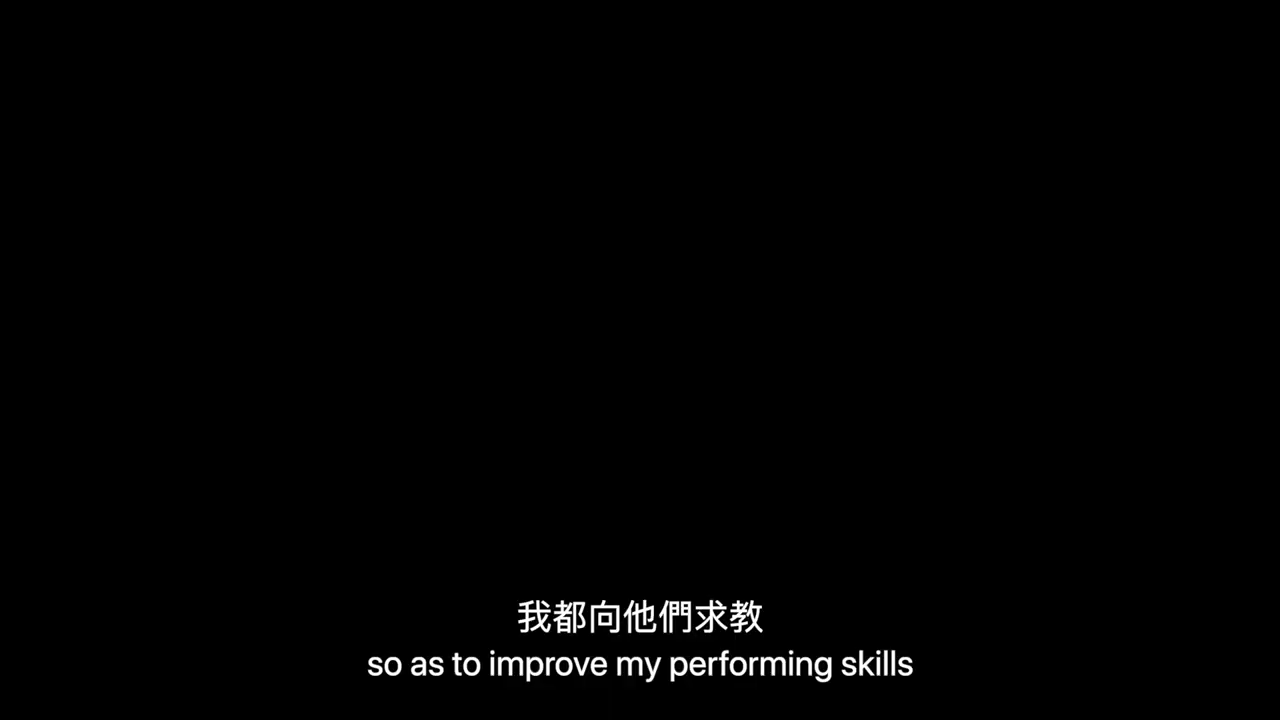 我都向他們求教
so as to improve my performing skills